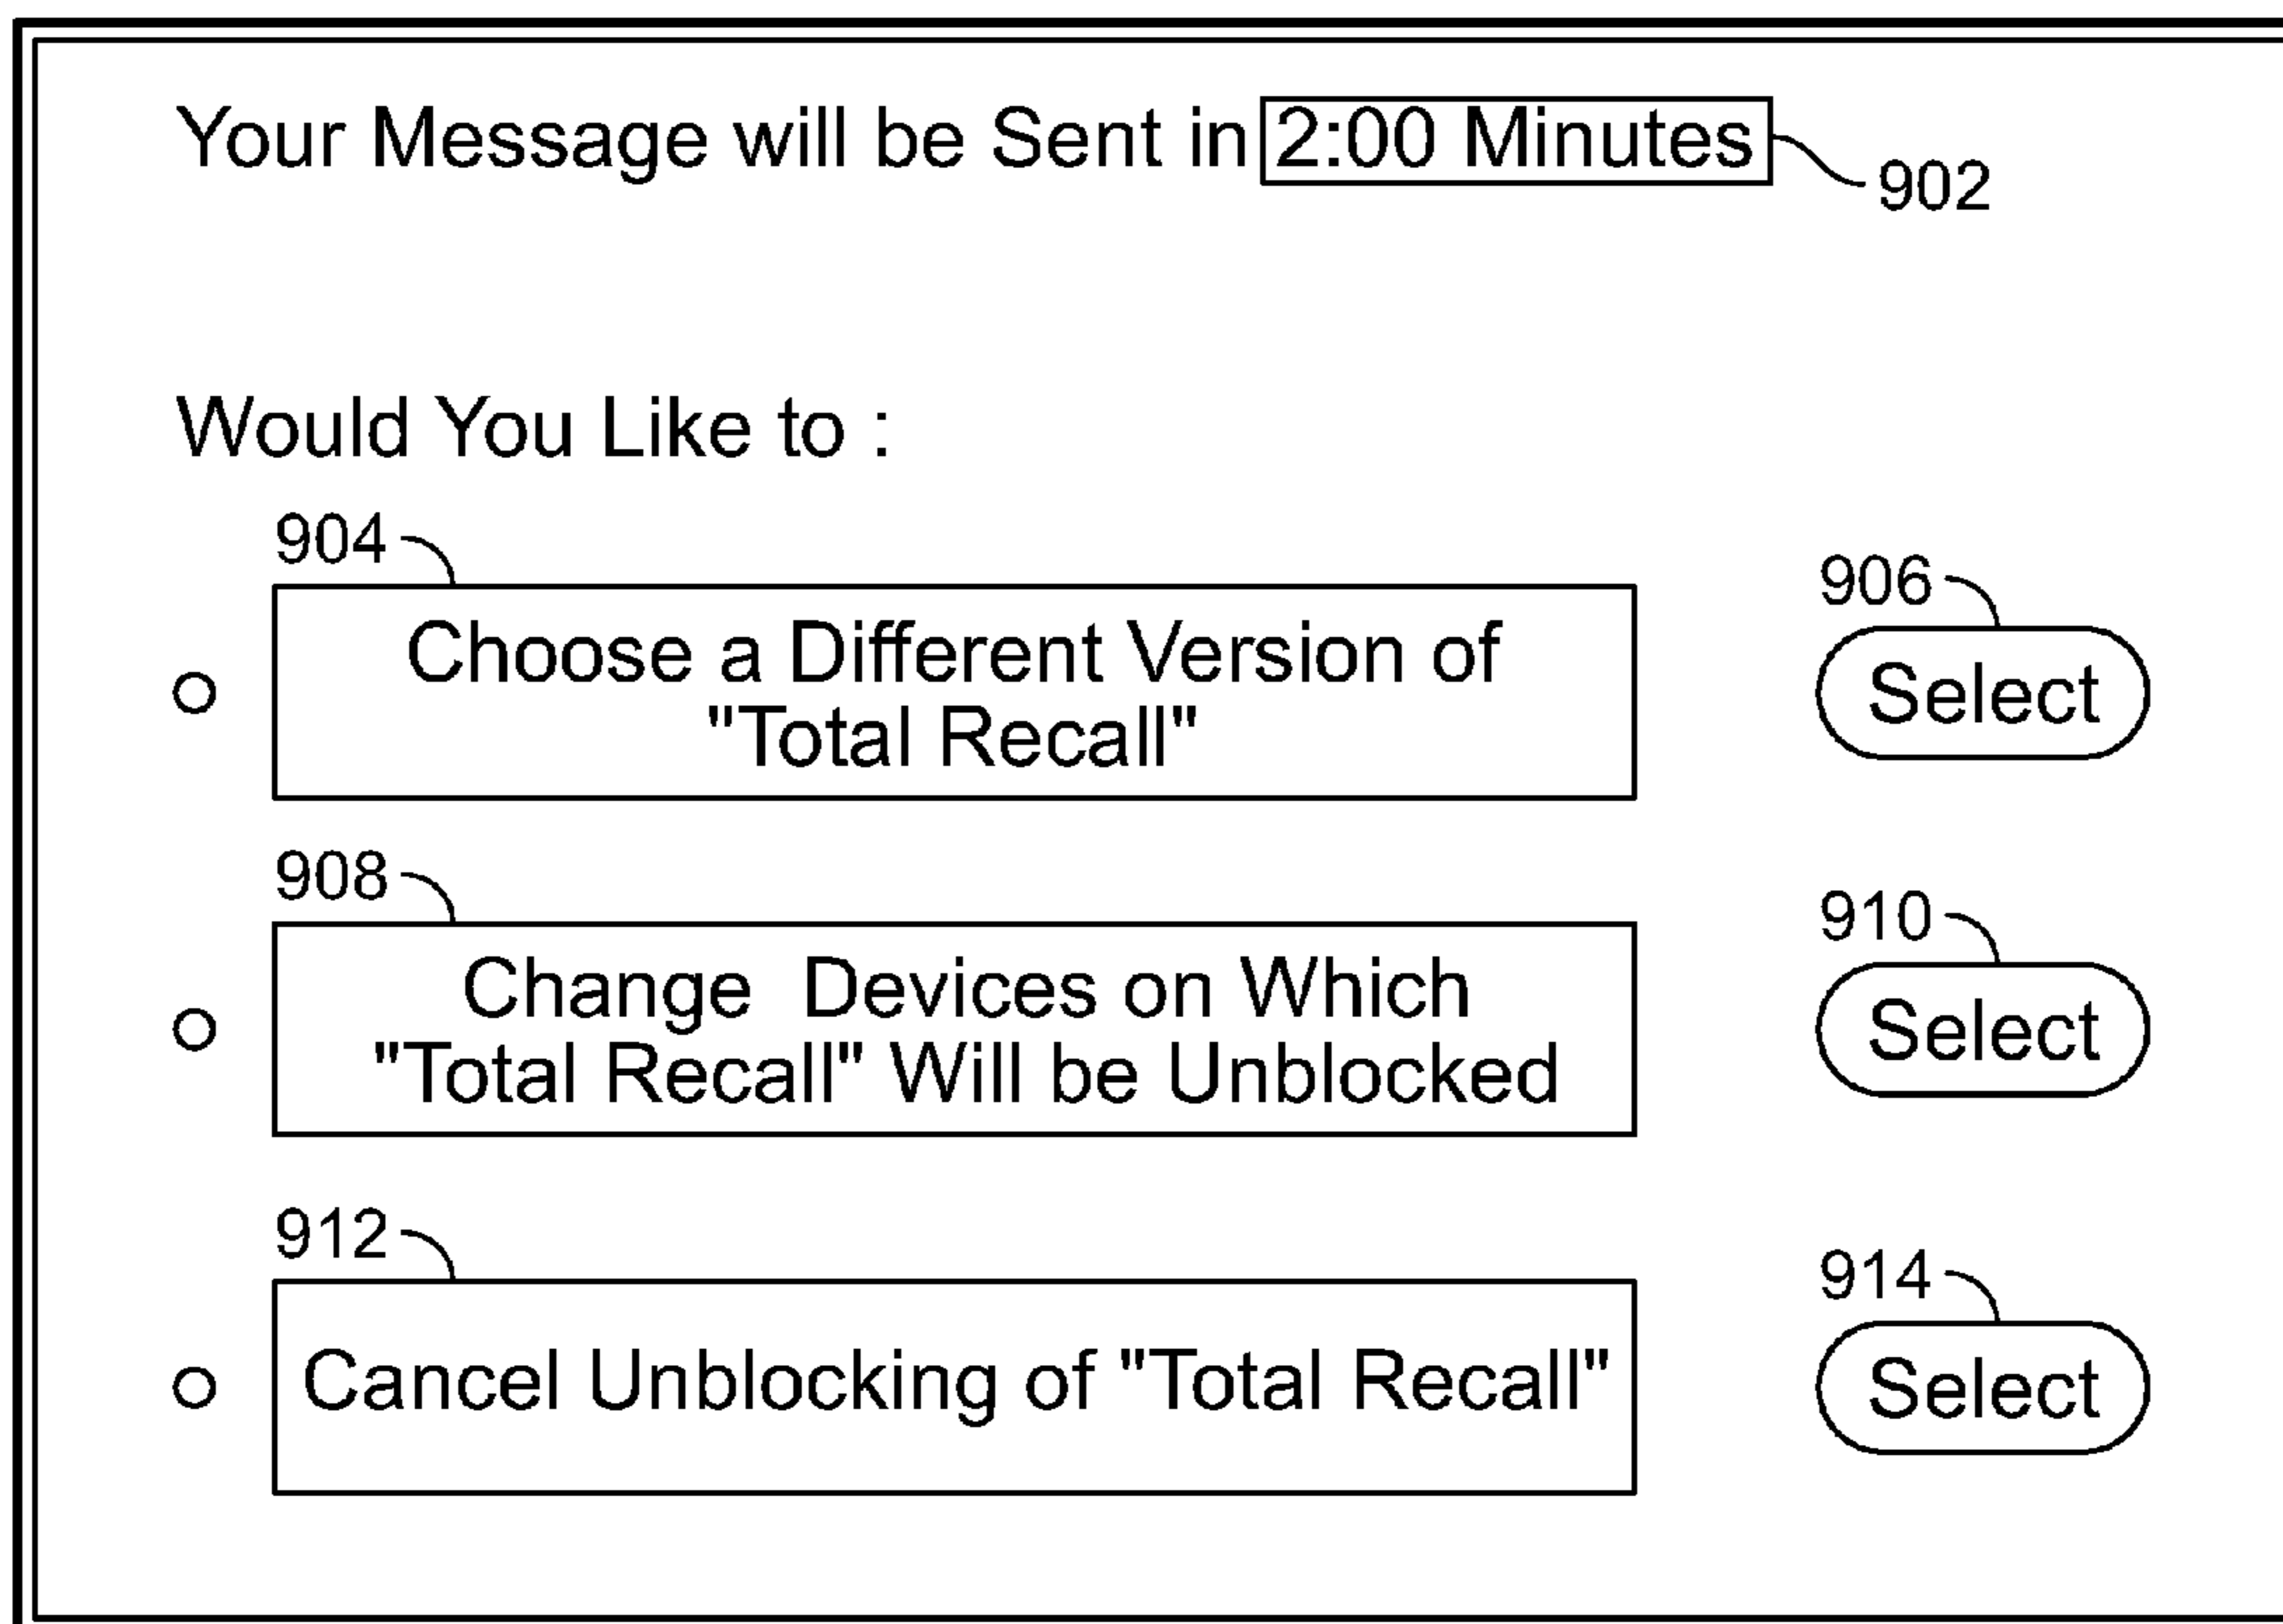 Your Message will be Sent in 2:00 Minutes
902
Would You Like to :
904
906
Choose a Different Version of
"Total Recall"
Select
908
910
Change Devices on Which
"Total Recall" Will be Unblocked
Select
912
914
Cancel Unblocking of "Total Recall"
Select